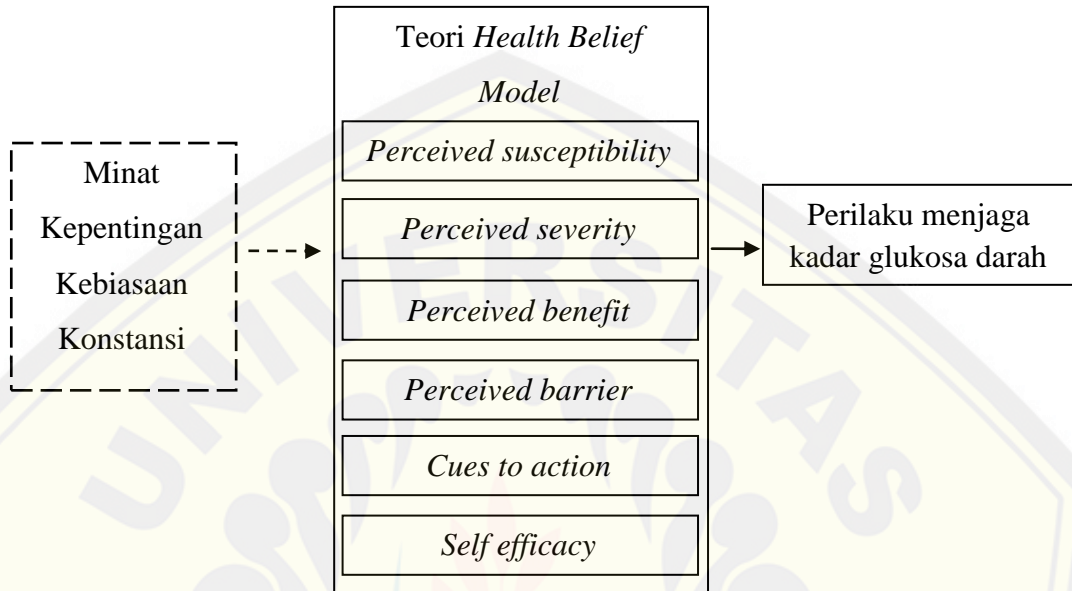 Teori Health Belief
Model
Perceived susceptibility
Perceived severity
Perceived benefit
Perceived barrier
Cues to action
Self efficacy
Minat
Kepentingan
Kebiasaan
Konstansi
Perilaku menjaga
kadar glukosa darah
UNIVERSITAS